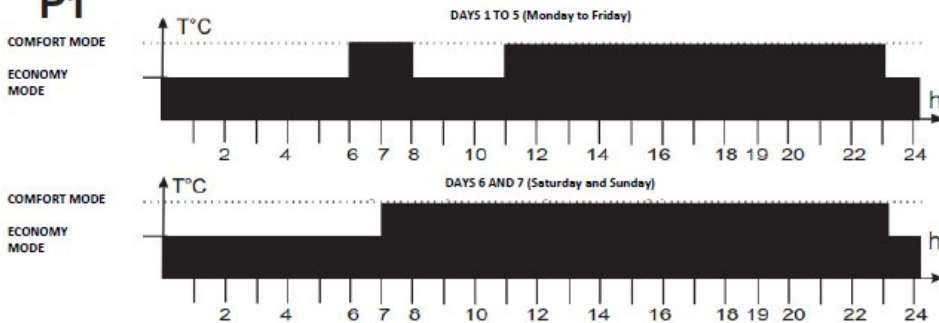 P1
DAYS 1 TO 5 (Monday to Friday)
T°C
COMFORT MODE
ECONOMY
MODE
h
2 4 6 7 8 10 12 14 16 18 19 20 22 24
DAYS 6 AND 7 (Saturday and Sunday)
T°C
COMFORT MODE
ECONOMY
MODE
h
2 4 6 7 8 10 12 14 16 18 19 20 22 24